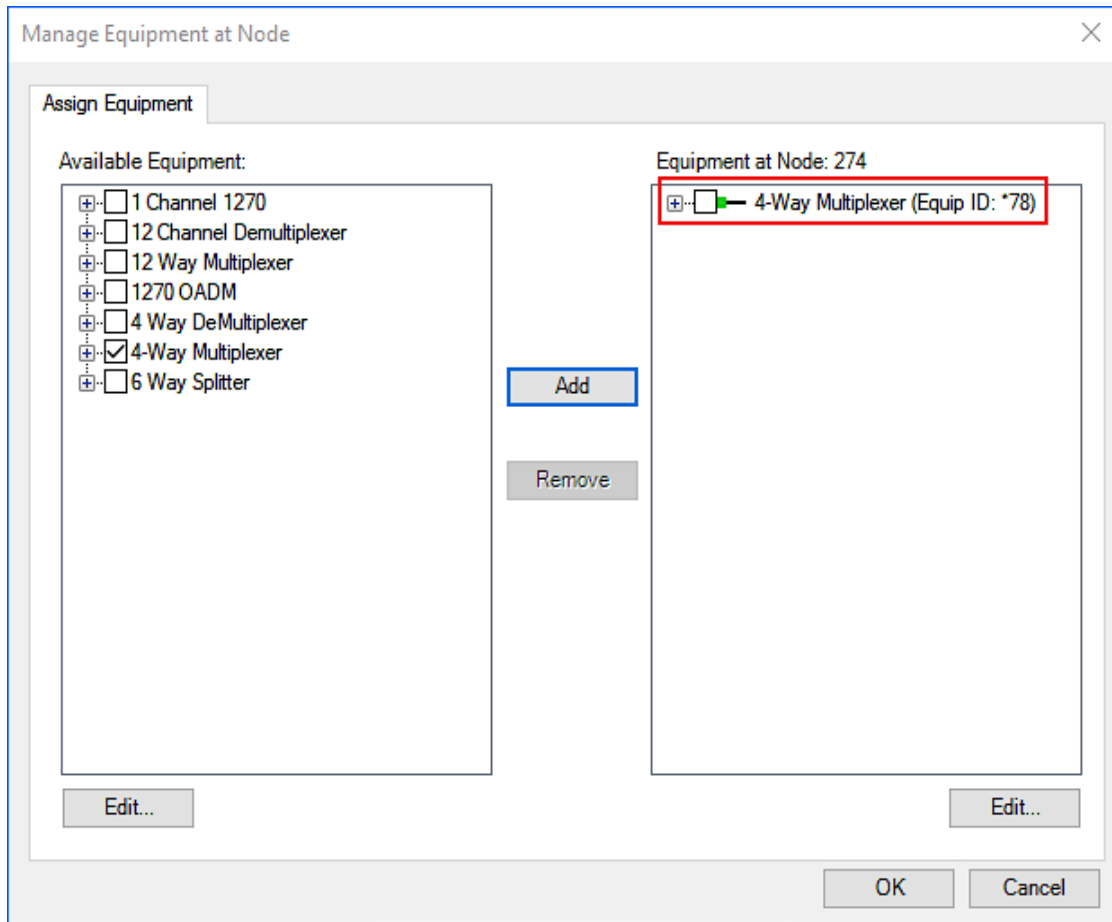 Manage Equipment at Node
Assign Equipment
Available Equipment:
1 Channel 1270
12 Channel Demultiplexer
12 Way Multiplexer
1270 OADM
4 Way DeMultiplexer
4-Way Multiplexer
6 Way Splitter
Edit...
Add
Remove
Equipment at Node: 274
4-Way Multiplexer (Equip ID: *78)
Edit...
OK
Cancel